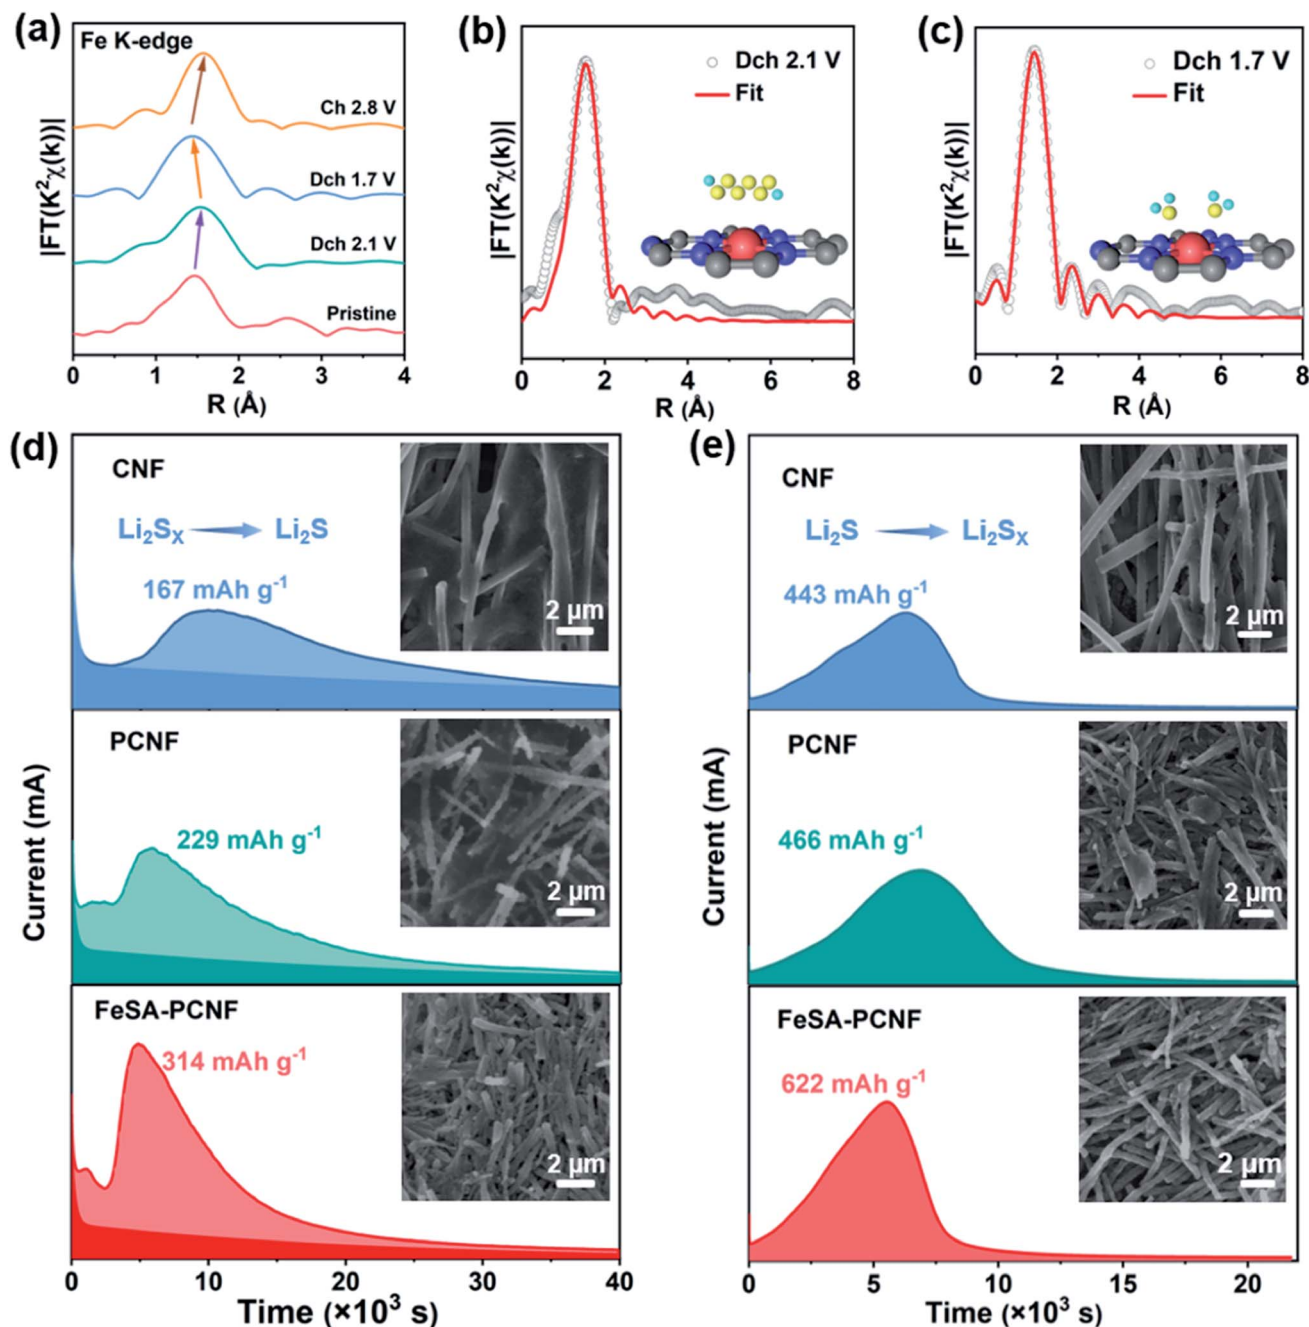 (a)
Fe K-edge
Ch 2.8 V
Dch 1.7 V
Dch 2.1 V
Pristine
|FT(K²χ(k))|
0 1 2 3 4
R (Å)
(b)
Dch 2.1 V
Fit
|FT(K²χ(k))|
0 2 4 6 8
R (Å)
(c)
Dch 1.7 V
Fit
|FT(K²χ(k))|
0 2 4 6 8
R (Å)
(d)
CNF
Li₂Sₓ Li₂S
167 mAh g⁻¹
2 μm
PCNF
229 mAh g⁻¹
2 μm
FeSA-PCNF
314 mAh g⁻¹
2 μm
Current (mA)
0 10 20 30 40
Time (×10³ s)
(e)
CNF
Li₂S Li₂Sₓ
443 mAh g⁻¹
2 μm
PCNF
466 mAh g⁻¹
2 μm
FeSA-PCNF
622 mAh g⁻¹
2 μm
Current (mA)
0 5 10 15 20
Time (×10³ s)